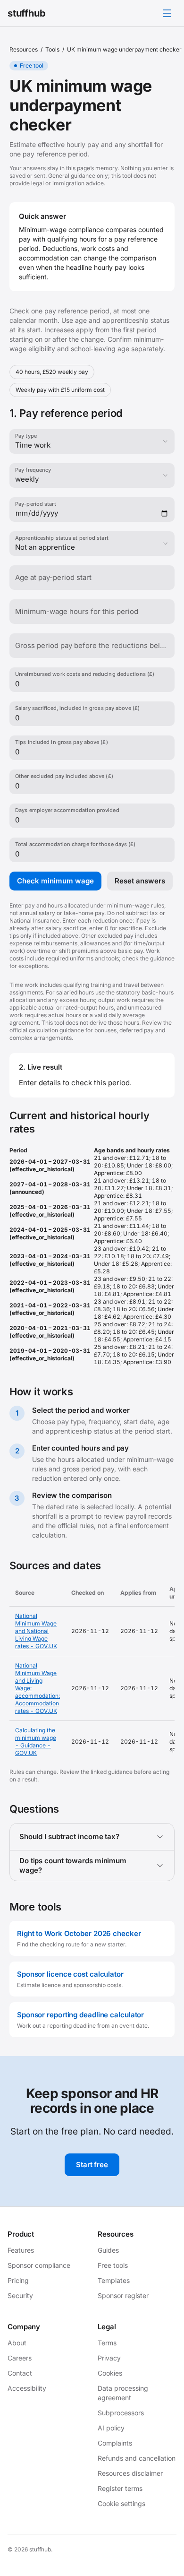 stuffhub
Resources / Tools / UK minimum wage underpayment checker
Free tool
UK minimum wage
underpayment
checker
Estimate effective hourly pay and any shortfall for
one pay reference period.
Your answers stay in this page's memory. Nothing you enter is
saved or sent. General guidance only; this tool does not
provide legal or immigration advice.
Quick answer
Minimum-wage compliance compares counted
pay with qualifying hours for a pay reference
period. Deductions, work costs and
accommodation can change the comparison
even when the headline hourly pay looks
sufficient.
Check one pay reference period, usually no longer than a
calendar month. Use age and apprenticeship status
at its start. Increases apply from the first period
starting on or after the change. Confirm minimum-
wage eligibility and school-leaving age separately.
40 hours, £520 weekly pay
Weekly pay with £15 uniform cost
1. Pay reference period
Pay type
Time work
Pay frequency
weekly
Pay-period start
mm/dd/yyyy
Apprenticeship status at period start
Not an apprentice
Age at pay-period start
Minimum-wage hours for this period
Gross period pay before the reductions bel...
Unreimbursed work costs and reducing deductions (£)
0
Salary sacrificed, included in gross pay above (£)
0
Tips included in gross pay above (£)
0
Other excluded pay included above (£)
0
Days employer accommodation provided
0
Total accommodation charge for those days (£)
0
Check minimum wage
Reset answers
Enter pay and hours allocated under minimum-wage rules,
not annual salary or take-home pay. Do not subtract tax or
National Insurance. Enter each reduction once; if gross pay is
already after salary sacrifice, enter 0 for sacrifice. Exclude
tips only if included above. Other excluded pay includes
expense reimbursements, advances and the (time/output
worker) overtime or shift premiums above basic pay. Work
costs include required uniforms and tools; check the guidance
for exceptions.
Time work includes qualifying training and travel between
assignments. For salaried hours use the statutory basic-hours
allocation and any excess hours; output work requires the
applicable fair-rate or rated-output hours, and unmeasured
work hours require actual hours or a valid daily average
agreement. This tool does not derive those hours. Review the
official calculation guidance for bonuses, deferred pay and
complex arrangements.
2. Live result
Enter details to check this period.
Current and historical hourly
rates
Period
Age bands and hourly rates
2026-04-01 – 2027-03-31
(effective_or_historical)
21 and over: £12.71; 18 to
20: £10.85; Under 18: £8.00;
Apprentice: £8.00
2027-04-01 – 2028-03-31
(announced)
21 and over: £13.21; 18 to
20: £11.27; Under 18: £8.31;
Apprentice: £8.31
2025-04-01 – 2026-03-31
(effective_or_historical)
21 and over: £12.21; 18 to
20: £10.00; Under 18: £7.55;
Apprentice: £7.55
2024-04-01 – 2025-03-31
(effective_or_historical)
21 and over: £11.44; 18 to
20: £8.60; Under 18: £6.40;
Apprentice: £6.40
2023-04-01 – 2024-03-31
(effective_or_historical)
23 and over: £10.42; 21 to
22: £10.18; 18 to 20: £7.49;
Under 18: £5.28; Apprentice:
£5.28
2022-04-01 – 2023-03-31
(effective_or_historical)
23 and over: £9.50; 21 to 22:
£9.18; 18 to 20: £6.83; Under
18: £4.81; Apprentice: £4.81
2021-04-01 – 2022-03-31
(effective_or_historical)
23 and over: £8.91; 21 to 22:
£8.36; 18 to 20: £6.56; Under
18: £4.62; Apprentice: £4.30
2020-04-01 – 2021-03-31
(effective_or_historical)
25 and over: £8.72; 21 to 24:
£8.20; 18 to 20: £6.45; Under
18: £4.55; Apprentice: £4.15
2019-04-01 – 2020-03-31
(effective_or_historical)
25 and over: £8.21; 21 to 24:
£7.70; 18 to 20: £6.15; Under
18: £4.35; Apprentice: £3.90
How it works
1
Select the period and worker
Choose pay type, frequency, start date, age
and apprenticeship status at that date.
2
Enter counted hours and pay
Use the hours allocated under minimum-wage
rules and gross period pay, with each
reduction entered only once.
3
Review the comparison
The dated rate is selected locally. A potential
shortfall is a prompt to review payroll records
and the official rules, not a final enforcement
calculation.
Sources and dates
Source
Checked on
Applies from
National
Minimum Wage
and National
Living Wage
rates - GOV.UK
2026-11-12
2026-11-12
National
Minimum Wage
and Living
Wage:
accommodation:
Accommodation
rates - GOV.UK
2026-11-12
2026-11-12
Calculating the
minimum wage
- Guidance -
GOV.UK
2026-11-12
2026-11-12
Rules can change. Review the linked guidance before acting
on a result.
Questions
Should I subtract income tax?
Do tips count towards minimum
wage?
More tools
Right to Work October 2026 checker
Find the checking route for a new starter.
Sponsor licence cost calculator
Estimate licence and sponsorship costs.
Sponsor reporting deadline calculator
Work out a reporting deadline from an event date.
Keep sponsor and HR
records in one place
Start on the free plan. No card needed.
Start free
Product
Features
Sponsor compliance
Pricing
Security
Resources
Guides
Free tools
Templates
Sponsor register
Company
About
Careers
Contact
Accessibility
Legal
Terms
Privacy
Cookies
Data processing
agreement
Subprocessors
AI policy
Complaints
Refunds and cancellation
Resources disclaimer
Register terms
Cookie settings
© 2026 stuffhub.